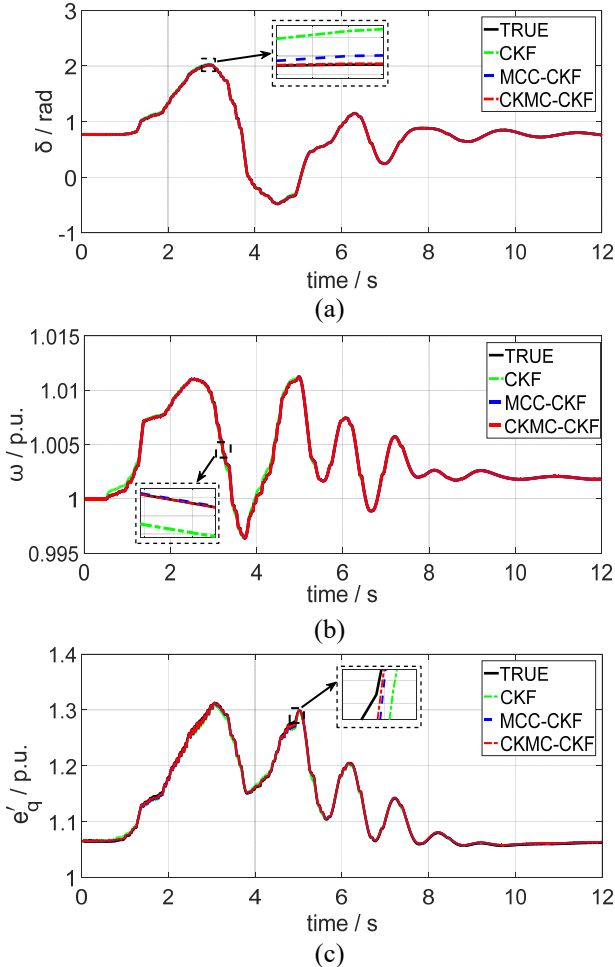 TRUE
CKF
MCC-CKF
CKMC-CKF
δ / rad
3
2
1
0
-1
0 2 4 6 8 10 12
time / s
(a)
ω / p.u.
1.015
1.01
1.005
1
0.995
TRUE
CKF
MCC-CKF
CKMC-CKF
0 2 4 6 8 10 12
time / s
(b)
e′q / p.u.
1.4
1.3
1.2
1.1
1
TRUE
CKF
MCC-CKF
CKMC-CKF
0 2 4 6 8 10 12
time / s
(c)